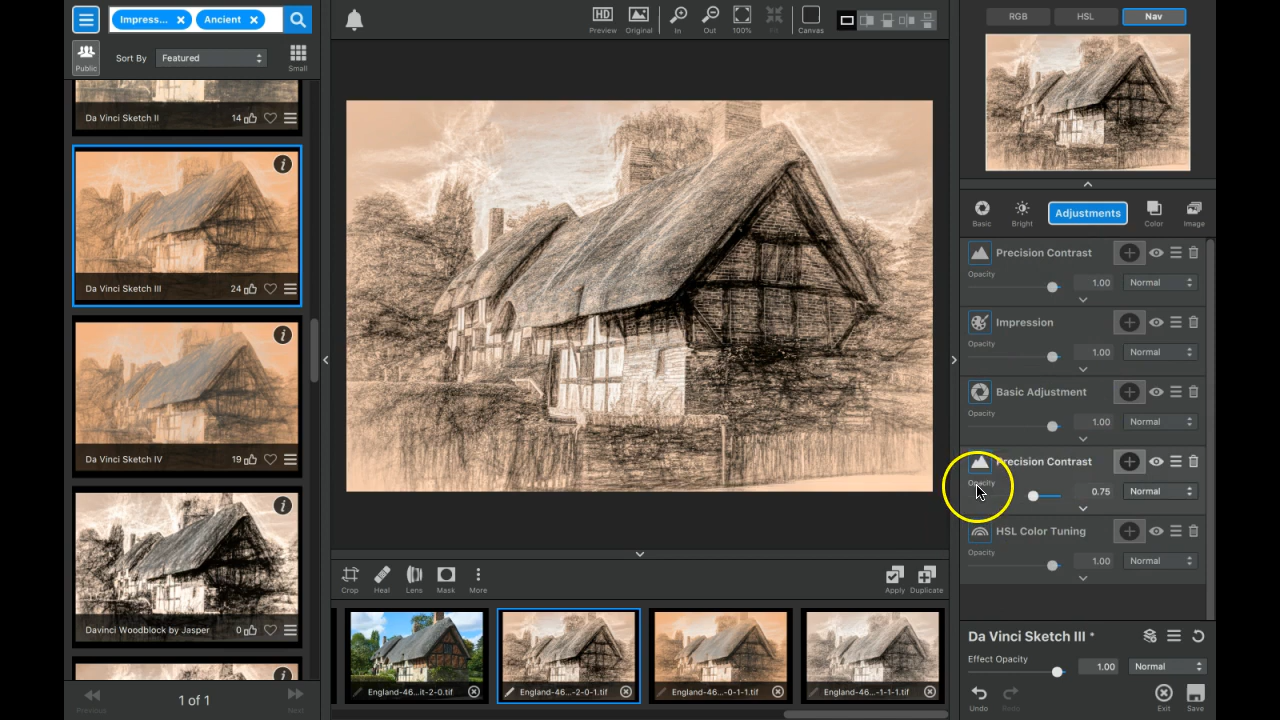 Impress...
Ancient
Public
Sort By
Featured
Small
Da Vinci Sketch II
14
Da Vinci Sketch III
24
Da Vinci Sketch IV
19
Davinci Woodblock by Jasper
0
Previous
1 of 1
Next
HD
Preview
Original
In
Out
100%
Fit
Canvas
Crop
Heal
Lens
Mask
More
Apply
Duplicate
England-46...it-2-0.tif
England-46...-2-0-1.tif
England-46...-0-1-1.tif
England-46...-1-1-1.tif
RGB
HSL
Nav
Basic
Bright
Adjustments
Color
Image
Precision Contrast
Opacity
1.00
Normal
Impression
Opacity
1.00
Normal
Basic Adjustment
Opacity
1.00
Normal
Precision Contrast
Opacity
0.75
Normal
HSL Color Tuning
Opacity
1.00
Normal
Da Vinci Sketch III *
Effect Opacity
1.00
Normal
Undo
Redo
Exit
Save